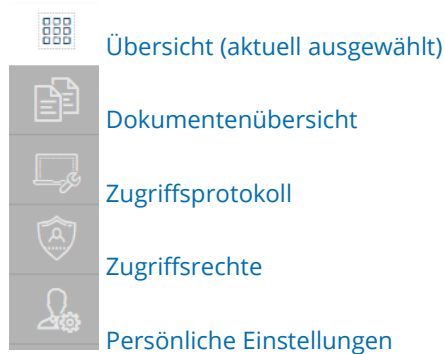 Übersicht (aktuell ausgewählt)
Dokumentenübersicht
Zugriffsprotokoll
Zugriffsrechte
Persönliche Einstellungen